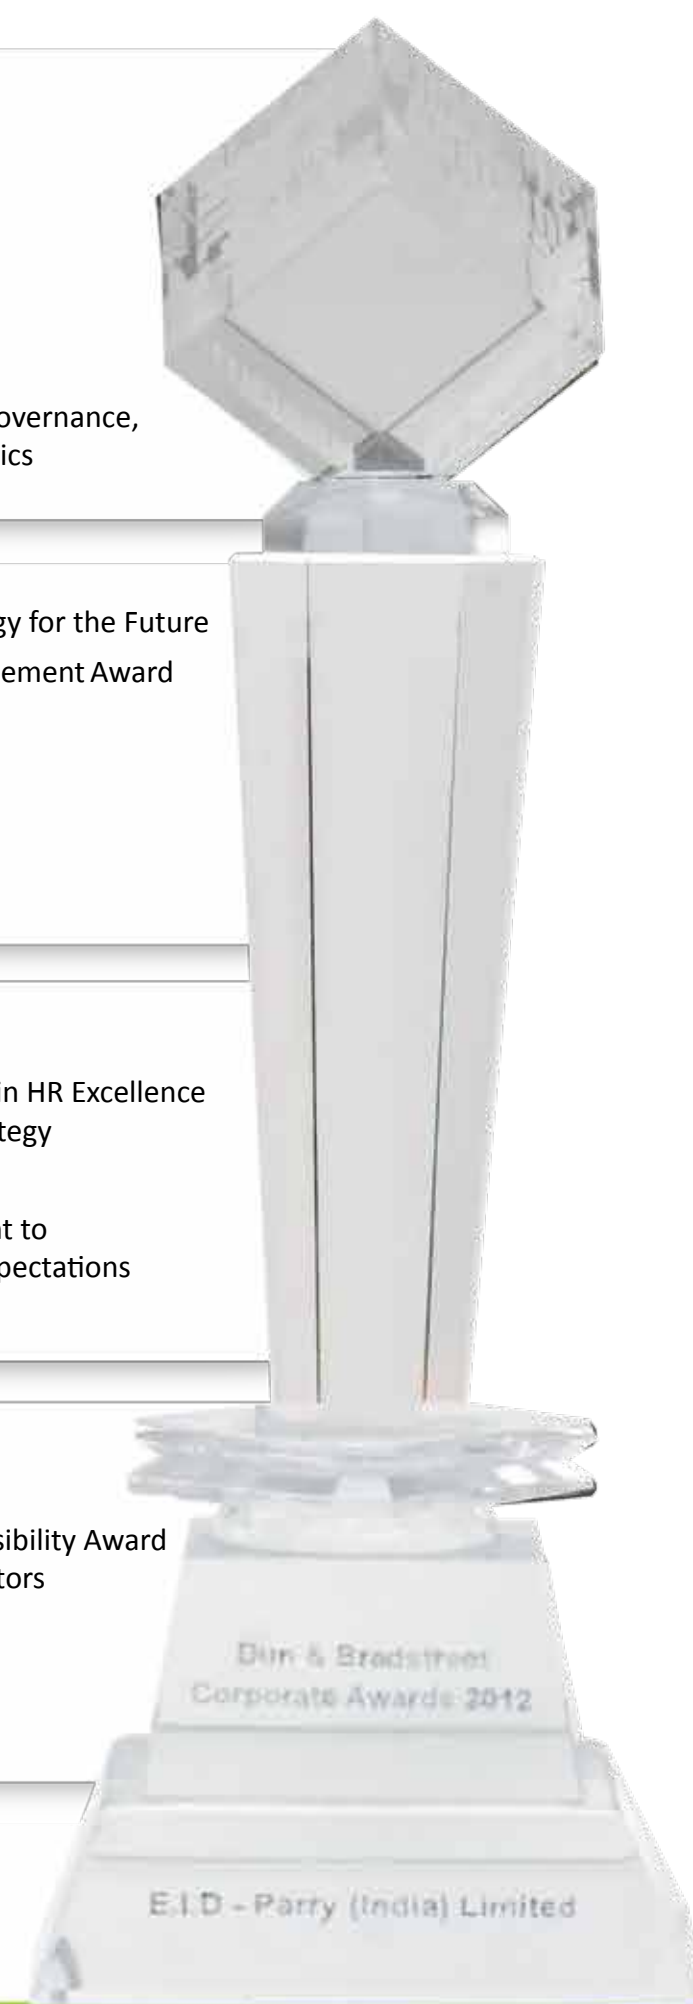 overnance,
ics
gy for the Future
ement Award
in HR Excellence
tegy
t to
pectations
sibility Award
tors
Dun & Bradstreet
Corporate Awards 2012
E.I.D - Parry (India) Limited